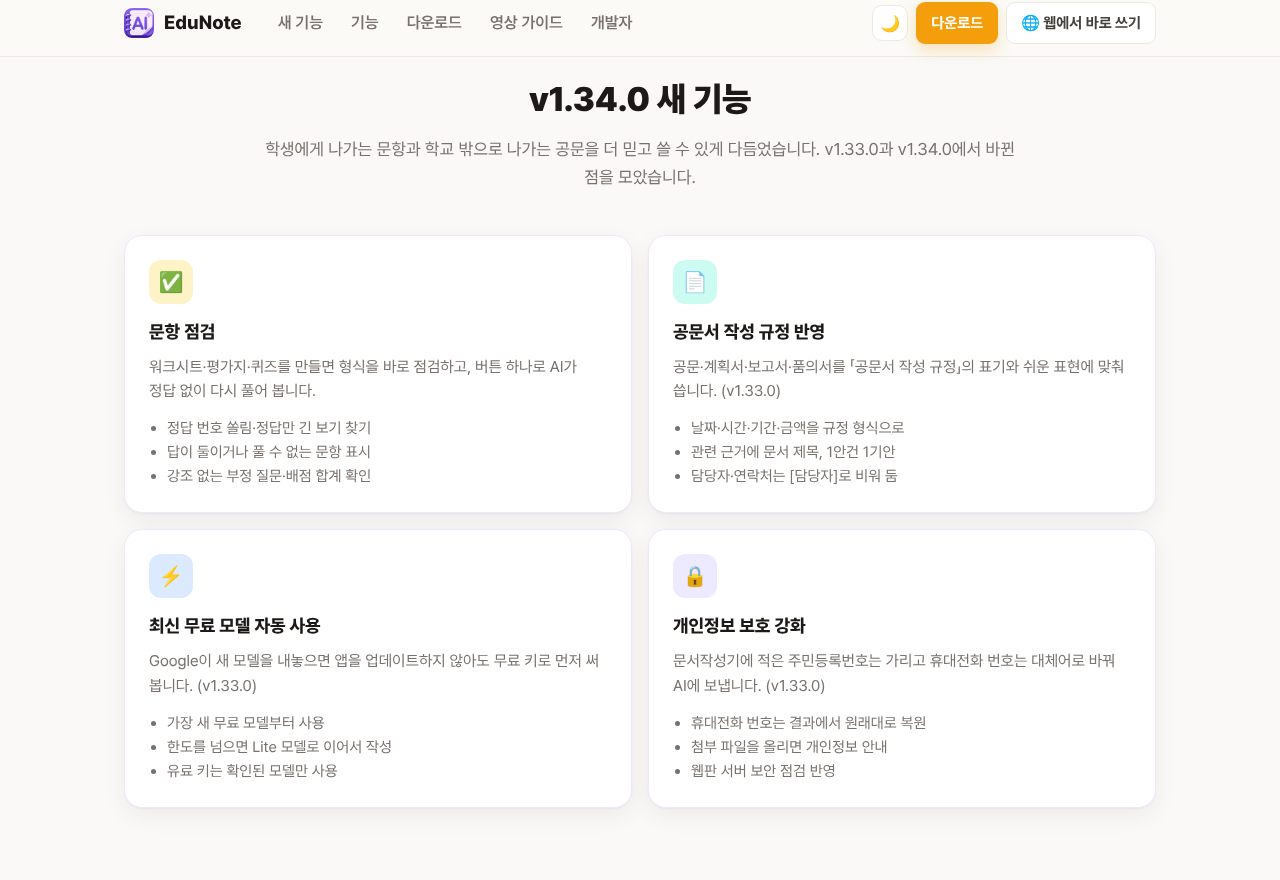 AI EduNote
새 기능
기능
다운로드
영상 가이드
개발자
다운로드
웹에서 바로 쓰기
v1.34.0 새 기능
학생에게 나가는 문항과 학교 밖으로 나가는 공문을 더 믿고 쓸 수 있게 다듬었습니다. v1.33.0과 v1.34.0에서 바뀐
점을 모았습니다.
문항 점검
워크시트·평가지·퀴즈를 만들면 형식을 바로 점검하고, 버튼 하나로 AI가
정답 없이 다시 풀어 봅니다.
정답 번호 쏠림·정답만 긴 보기 찾기
답이 둘이거나 풀 수 없는 문항 표시
강조 없는 부정 질문·배점 합계 확인
공문서 작성 규정 반영
공문·계획서·보고서·품의서를 「공문서 작성 규정」의 표기와 쉬운 표현에 맞춰
씁니다. (v1.33.0)
날짜·시간·기간·금액을 규정 형식으로
관련 근거에 문서 제목, 1안건 1기안
담당자·연락처는 [담당자]로 비워 둠
최신 무료 모델 자동 사용
Google이 새 모델을 내놓으면 앱을 업데이트하지 않아도 무료 키로 먼저 써
봅니다. (v1.33.0)
가장 새 무료 모델부터 사용
한도를 넘으면 Lite 모델로 이어서 작성
유료 키는 확인된 모델만 사용
개인정보 보호 강화
문서작성기에 적은 주민등록번호는 가리고 휴대전화 번호는 대체어로 바꿔
AI에 보냅니다. (v1.33.0)
휴대전화 번호는 결과에서 원래대로 복원
첨부 파일을 올리면 개인정보 안내
웹판 서버 보안 점검 반영